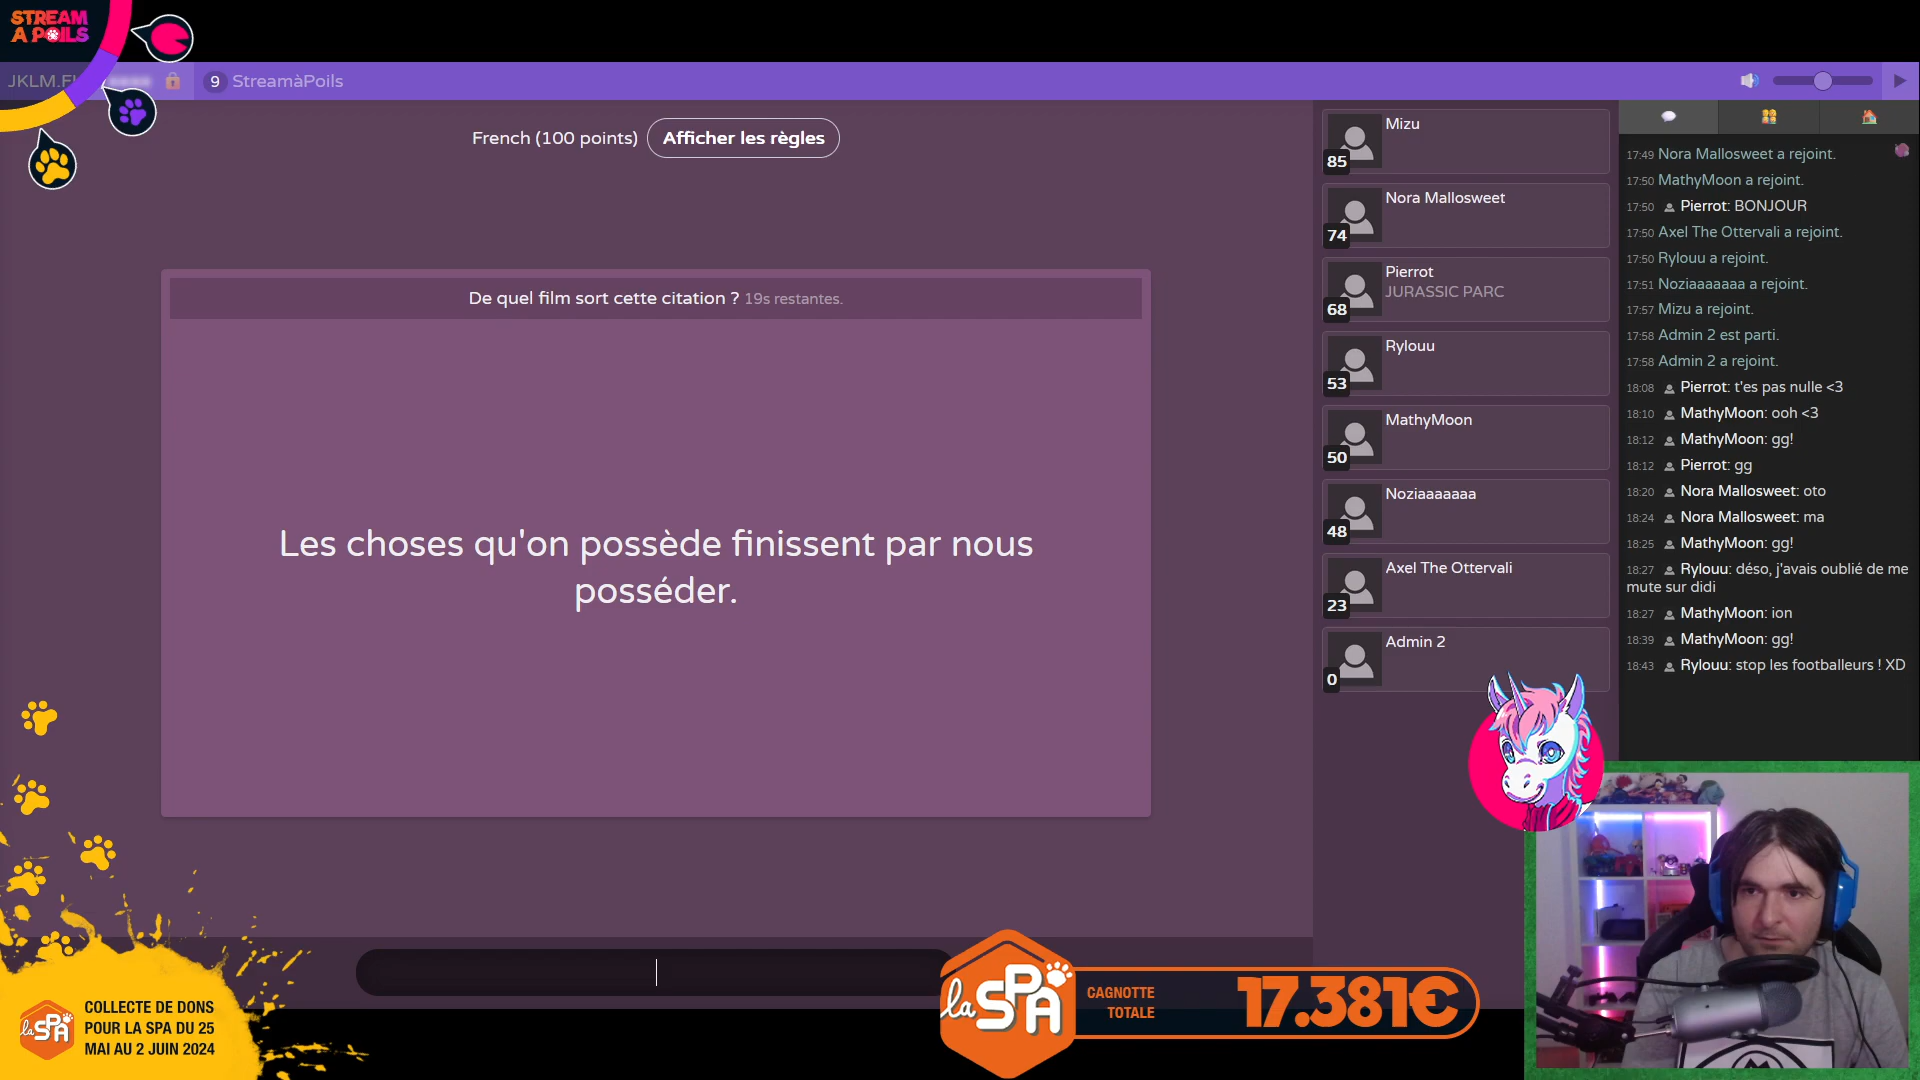 STREAM
A POILS
JKLM.F
9 StreamàPoils
French (100 points) Afficher les règles
De quel film sort cette citation ? 19s restantes.
Les choses qu'on possède finissent par nous
posséder.
Mizu
85
Nora Mallosweet
74
Pierrot
JURASSIC PARC
68
Rylouu
53
MathyMoon
50
Noziaaaaaaa
48
Axel The Ottervali
23
Admin 2
0
17:49 Nora Mallosweet a rejoint.
17:50 MathyMoon a rejoint.
17:50 Pierrot: BONJOUR
17:50 Axel The Ottervali a rejoint.
17:50 Rylouu a rejoint.
17:51 Noziaaaaaaa a rejoint.
17:57 Mizu a rejoint.
17:58 Admin 2 est parti.
17:58 Admin 2 a rejoint.
18:08 Pierrot: t'es pas nulle <3
18:10 MathyMoon: ooh <3
18:12 MathyMoon: gg!
18:12 Pierrot: gg
18:20 Nora Mallosweet: oto
18:24 Nora Mallosweet: ma
18:25 MathyMoon: gg!
18:27 Rylouu: déso, j'avais oublié de me
mute sur didi
18:27 MathyMoon: ion
18:39 MathyMoon: gg!
18:43 Rylouu: stop les footballeurs ! XD
la SPA
COLLECTE DE DONS
POUR LA SPA DU 25
MAI AU 2 JUIN 2024
la SPA
CAGNOTTE
TOTALE
17.381€